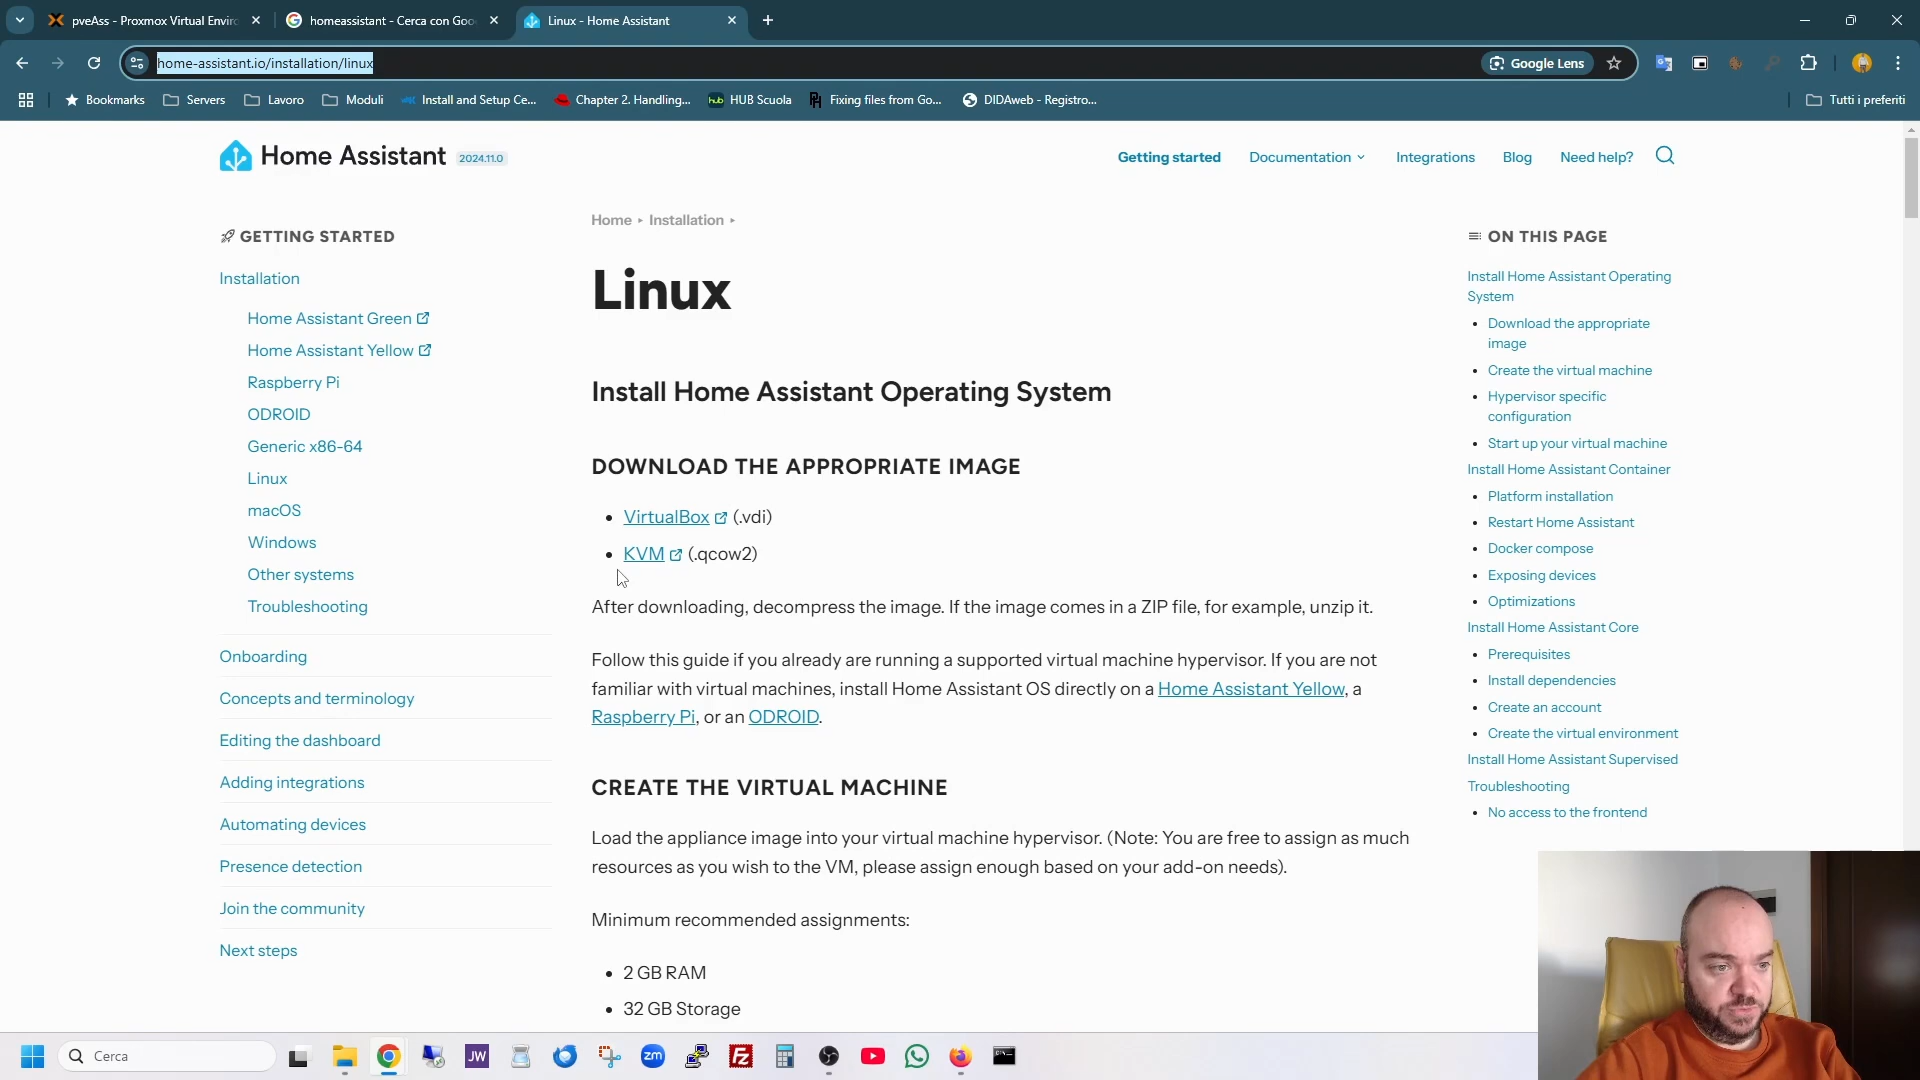 pveAss - Proxmox Virtual Enviro
homeassistant - Cerca con Goo
Linux - Home Assistant
home-assistant.io/installation/linux
Google Lens
Bookmarks
Servers
Lavoro
Moduli
Install and Setup Ce...
Chapter 2. Handling...
HUB Scuola
Fixing files from Go...
DIDAweb - Registro...
Tutti i preferiti
Home Assistant 2024.11.0
Getting started
Documentation
Integrations
Blog
Need help?
GETTING STARTED
Installation
Home Assistant Green
Home Assistant Yellow
Raspberry Pi
ODROID
Generic x86-64
Linux
macOS
Windows
Other systems
Troubleshooting
Onboarding
Concepts and terminology
Editing the dashboard
Adding integrations
Automating devices
Presence detection
Join the community
Next steps
Home ▸ Installation ▸
Linux
Install Home Assistant Operating System
DOWNLOAD THE APPROPRIATE IMAGE
• VirtualBox (.vdi)
• KVM (.qcow2)
After downloading, decompress the image. If the image comes in a ZIP file, for example, unzip it.
Follow this guide if you already are running a supported virtual machine hypervisor. If you are not
familiar with virtual machines, install Home Assistant OS directly on a Home Assistant Yellow, a
Raspberry Pi, or an ODROID.
CREATE THE VIRTUAL MACHINE
Load the appliance image into your virtual machine hypervisor. (Note: You are free to assign as much
resources as you wish to the VM, please assign enough based on your add-on needs).
Minimum recommended assignments:
• 2 GB RAM
• 32 GB Storage
ON THIS PAGE
Install Home Assistant Operating
System
• Download the appropriate
image
• Create the virtual machine
• Hypervisor specific
configuration
• Start up your virtual machine
Install Home Assistant Container
• Platform installation
• Restart Home Assistant
• Docker compose
• Exposing devices
• Optimizations
Install Home Assistant Core
• Prerequisites
• Install dependencies
• Create an account
• Create the virtual environment
Install Home Assistant Supervised
Troubleshooting
• No access to the frontend
Cerca
JW
zm
FZ